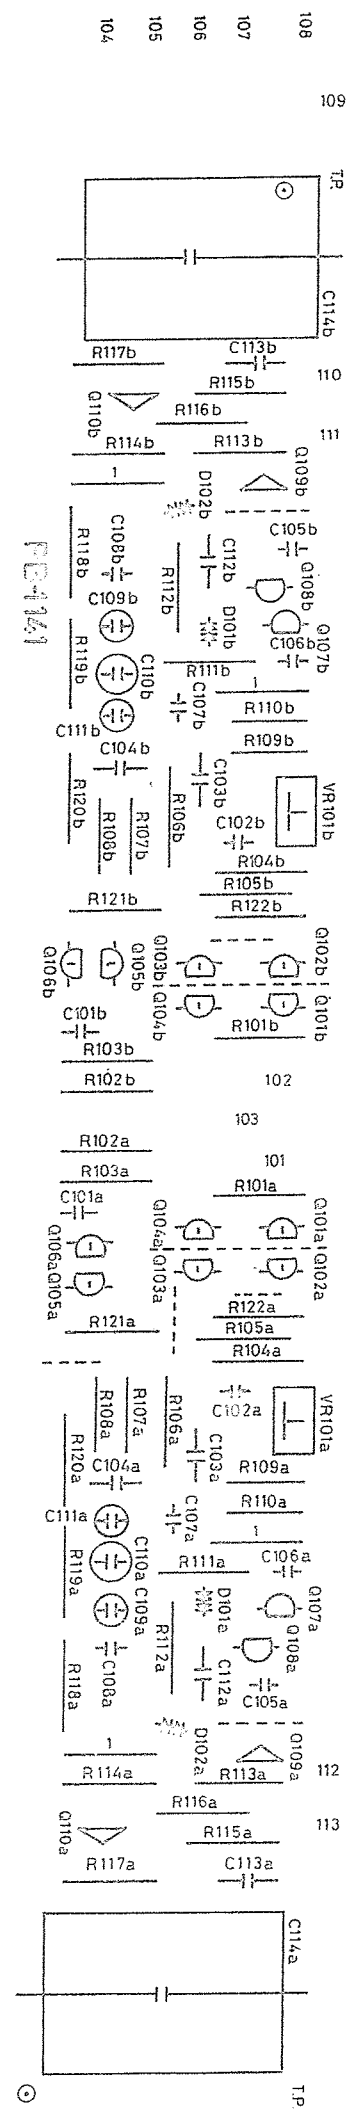 104
105
106
107
108
109
T.P.
C114b
R117b
C113b
110
R115b
Q110b
R116b
111
R114b
R113b
1
D102b
Q109b
R118b
C108b
C112b
C105b
Q108b
R112b
C109b
PB-1141
D101b
Q107b
R119b
C110b
R111b
C106b
1
C107b
R110b
C111b
R109b
C104b
R120b
R108b
R107b
R106b
C103b
C102b
VR101b
R104b
R105b
R121b
R122b
Q106b
Q105b
Q103b
Q102b
Q104b
Q101b
C101b
R101b
R103b
R102b
102
103
R102a
101
R103a
R101a
C101a
Q104a
Q101a
Q106a
Q105a
Q103a
Q102a
R122a
R121a
R105a
R104a
R108a
R107a
R106a
C102a
VR101a
R120a
C104a
C103a
R109a
C111a
R110a
C107a
1
R119a
C110a
R111a
C106a
C109a
D101a
Q107a
R118a
C108a
R112a
C112a
Q108a
C105a
1
D102a
Q109a
R114a
R113a
112
R116a
Q110a
R115a
113
R117a
C113a
C114a
T.P.